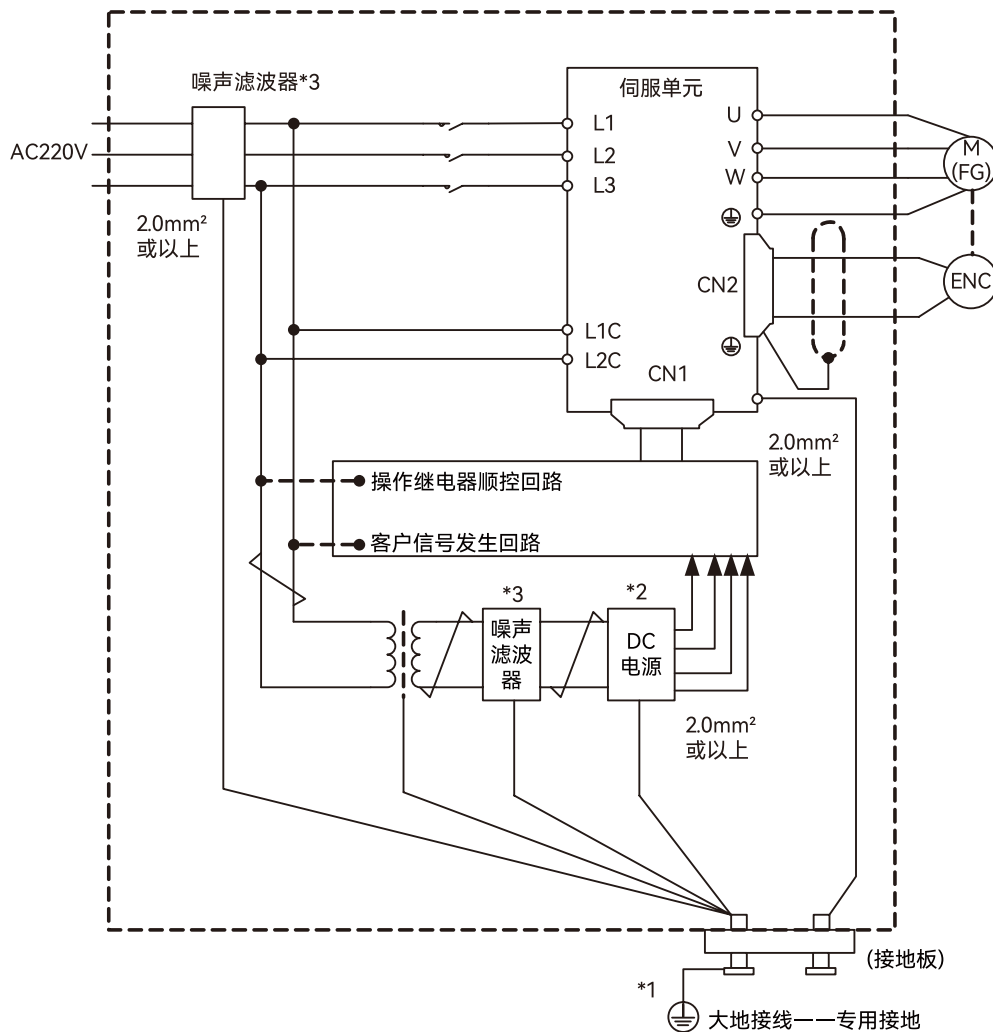 噪声滤波器*3
伺服单元
AC220V
L1
L2
L3
U
V
W
M
(FG)
2.0mm²
或以上
CN2
ENC
L1C
L2C
CN1
2.0mm²
或以上
操作继电器顺控回路
客户信号发生回路
*3
噪声
滤波
器
*2
DC
电源
2.0mm²
或以上
(接地板)
*1
大地接线——专用接地